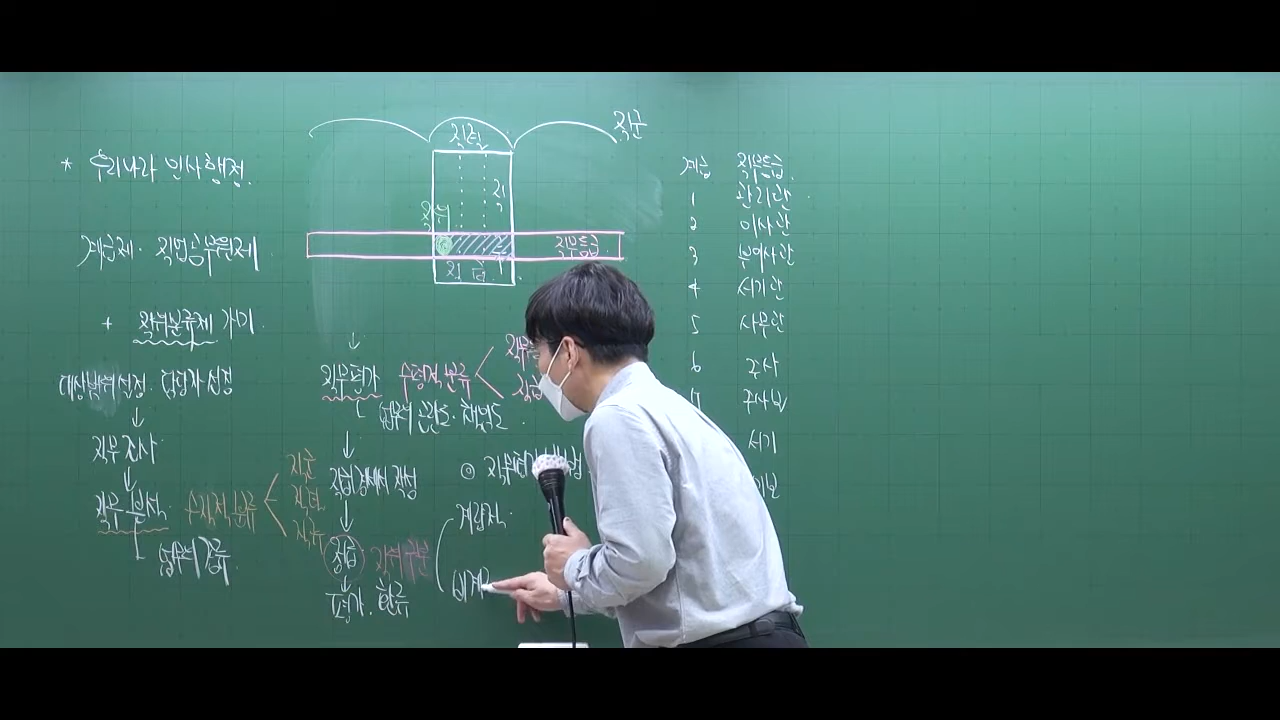 * 우리나라 인사행정.
계급제 · 직업공무원제
+ 직위분류제 가미.
대상범위선정 · 담당자 선정
↓
직무조사
↓
직무분석.
수직적 분류
직군
직렬
직류
업무의 종류
직군
직렬
직류
직위
직무등급
직급
↓
직무평가
수평적 분류
└ 업무의 곤란도 · 책임도.
↓
직급명세서 작성
↓
정급
직위구분
↓
평가 · 환류
계량적.
비계
계급 직무등급
1 관리관
2 이사관
3 부이사관
4 서기관
5 사무관
6 주사
7 주사보
서기